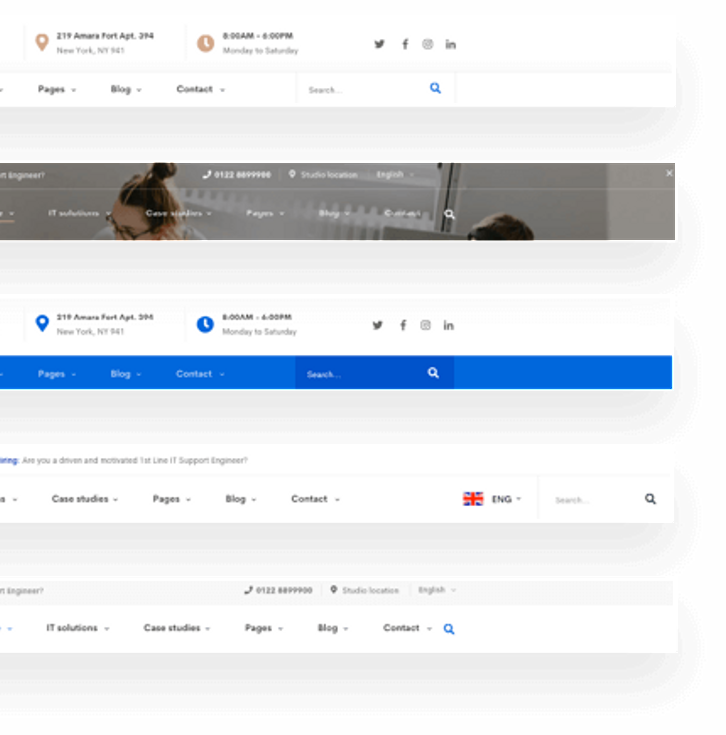 219 Amara Fort Apt. 394 8:00AM - 6:00PM
New York, NY 941 Monday to Saturday
Pages Blog Contact Search...
rt Engineer? 0122 8899900 Studio location English
IT solutions Case studies Pages Blog Contact
219 Amara Fort Apt. 394 8:00AM - 6:00PM
New York, NY 941 Monday to Saturday
Pages Blog Contact Search...
iring: Are you a driven and motivated 1st Line IT Support Engineer?
s Case studies Pages Blog Contact ENG Search...
rt Engineer? 0122 8899900 Studio location English
IT solutions Case studies Pages Blog Contact